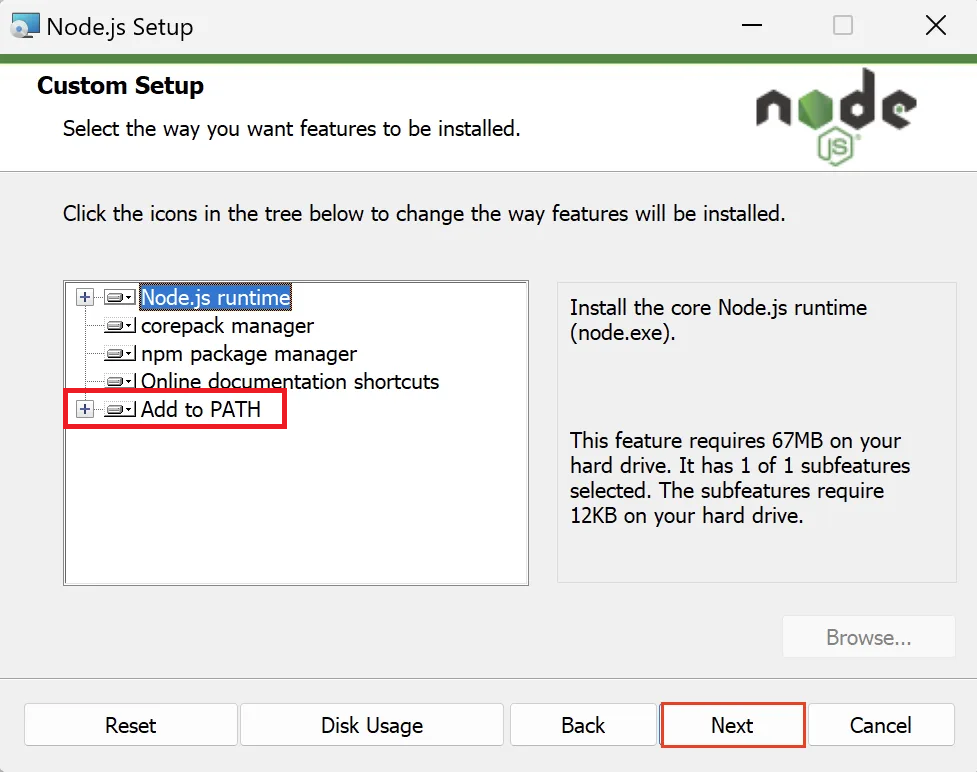 Node.js Setup
Custom Setup
Select the way you want features to be installed.
node
JS
Click the icons in the tree below to change the way features will be installed.
Node.js runtime
corepack manager
npm package manager
Online documentation shortcuts
Add to PATH
Install the core Node.js runtime
(node.exe).
This feature requires 67MB on your
hard drive. It has 1 of 1 subfeatures
selected. The subfeatures require
12KB on your hard drive.
Browse...
Reset
Disk Usage
Back
Next
Cancel